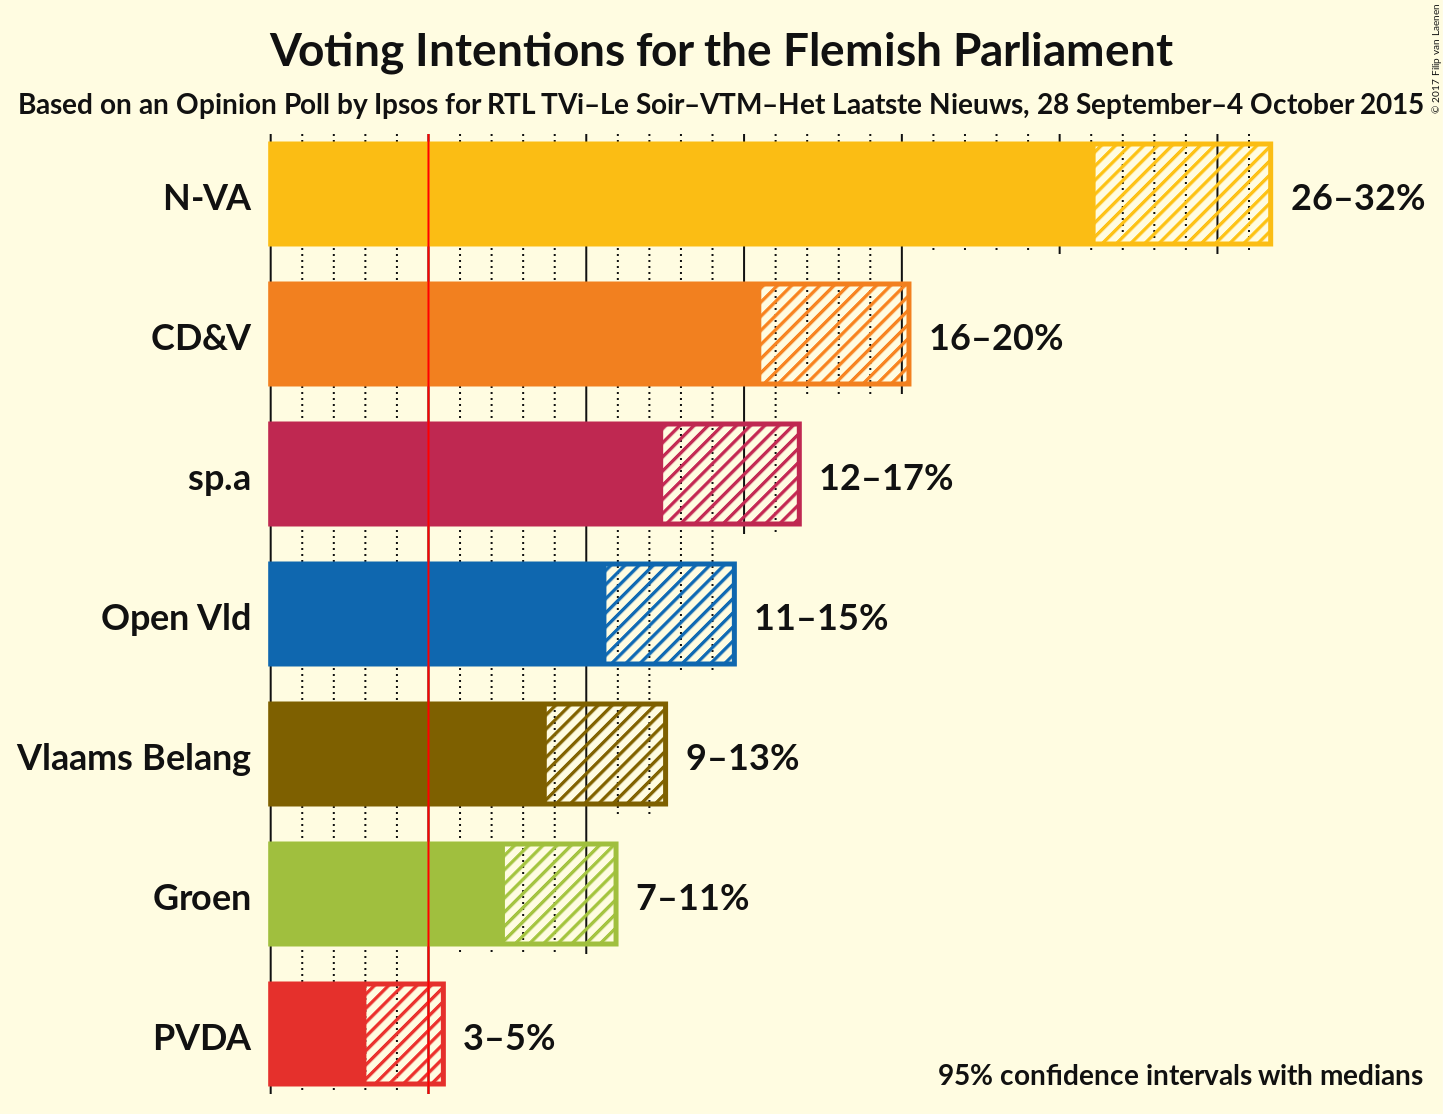 Voting Intentions for the Flemish Parliament
Based on an Opinion Poll by Ipsos for RTL TVi–Le Soir–VTM–Het Laatste Nieuws, 28 September–4 October 2015
© 2017 Filip van Laenen
N-VA 26–32%
CD&V 16–20%
sp.a 12–17%
Open Vld 11–15%
Vlaams Belang 9–13%
Groen 7–11%
PVDA 3–5%
95% confidence intervals with medians